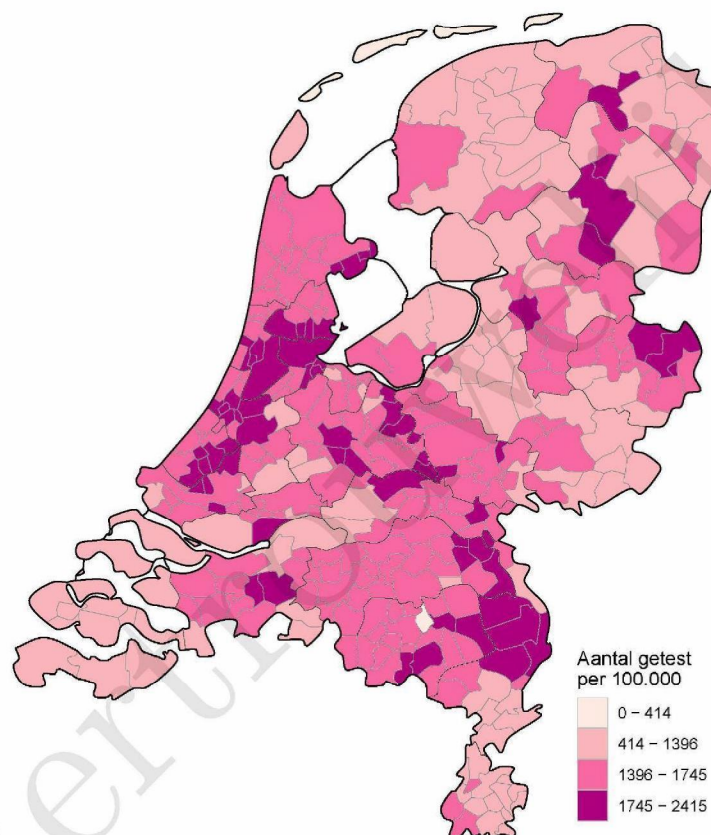 Aantal getest
per 100.000
0 – 414
414 – 1396
1396 – 1745
1745 – 2415